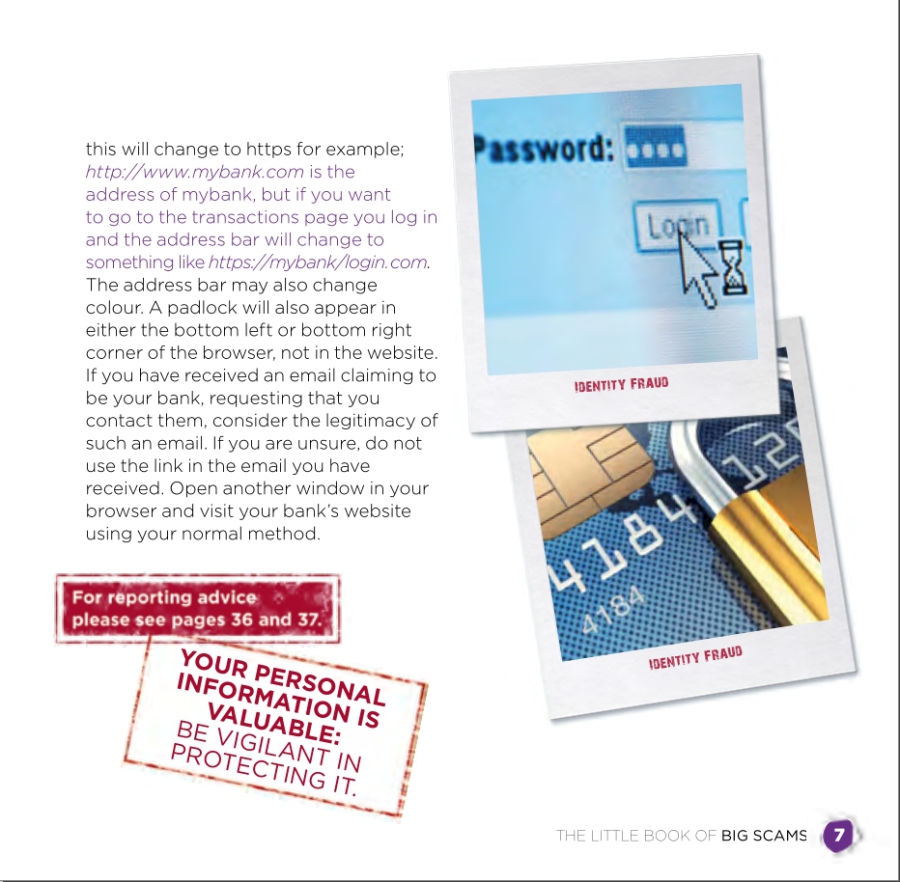 this will change to https for example;
http://www.mybank.com is the
address of mybank, but if you want
to go to the transactions page you log in
and the address bar will change to
something like https://mybank/login.com.
The address bar may also change
colour. A padlock will also appear in
either the bottom left or bottom right
corner of the browser, not in the website.
If you have received an email claiming to
be your bank, requesting that you
contact them, consider the legitimacy of
such an email. If you are unsure, do not
use the link in the email you have
received. Open another window in your
browser and visit your bank's website
using your normal method.
For reporting advice
please see pages 36 and 37.
YOUR PERSONAL
INFORMATION IS
VALUABLE:
BE VIGILANT IN
PROTECTING IT.
Password:
Login
IDENTITY FRAUD
4184 120
4184
IDENTITY FRAUD
THE LITTLE BOOK OF BIG SCAMS 7